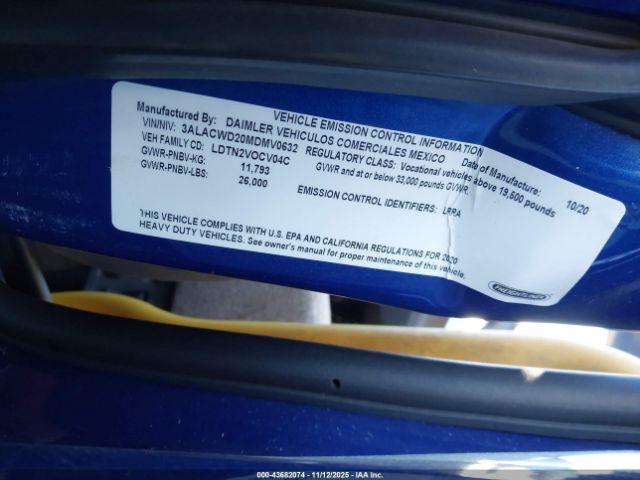 VEHICLE EMISSION CONTROL INFORMATION
Manufactured By: DAIMLER VEHICULOS COMERCIALES MEXICO Date of Manufacture: 10/20
VIN/NIV: 3ALACWD20MDMV0632 REGULATORY CLASS: Vocational vehicles above 19,500 pounds
VEH FAMILY CD: LDTN2VOCV04C GVWR and at or below 33,000 pounds GVWR.
GVWR-PNBV-KG: 11,793
GVWR-PNBV-LBS: 26,000
EMISSION CONTROL IDENTIFIERS: LRRA
THIS VEHICLE COMPLIES WITH U.S. EPA AND CALIFORNIA REGULATIONS FOR 2020
HEAVY DUTY VEHICLES. See owner's manual for proper maintenance of this vehicle.
FREIGHTLINER
000-43682074 - 11/12/2025 - IAA Inc.